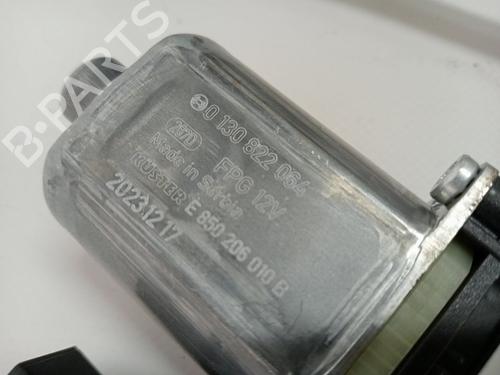 B-PARTS
0 130 822 064
FPG 12V
Made in Serbia
KÜSTER E 850 206 010 B
2023.12.17